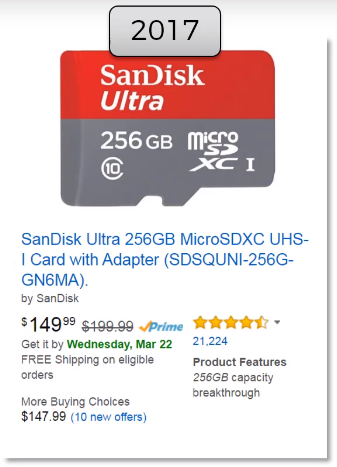 2017
SanDisk
Ultra
256 GB Micro SD XC I
10
SanDisk Ultra 256GB MicroSDXC UHS-
I Card with Adapter (SDSQUNI-256G-
GN6MA).
by SanDisk
$149.99 $199.99 Prime
Get it by Wednesday, Mar 22
FREE Shipping on eligible
orders
More Buying Choices
$147.99 (10 new offers)
21,224
Product Features
256GB capacity
breakthrough